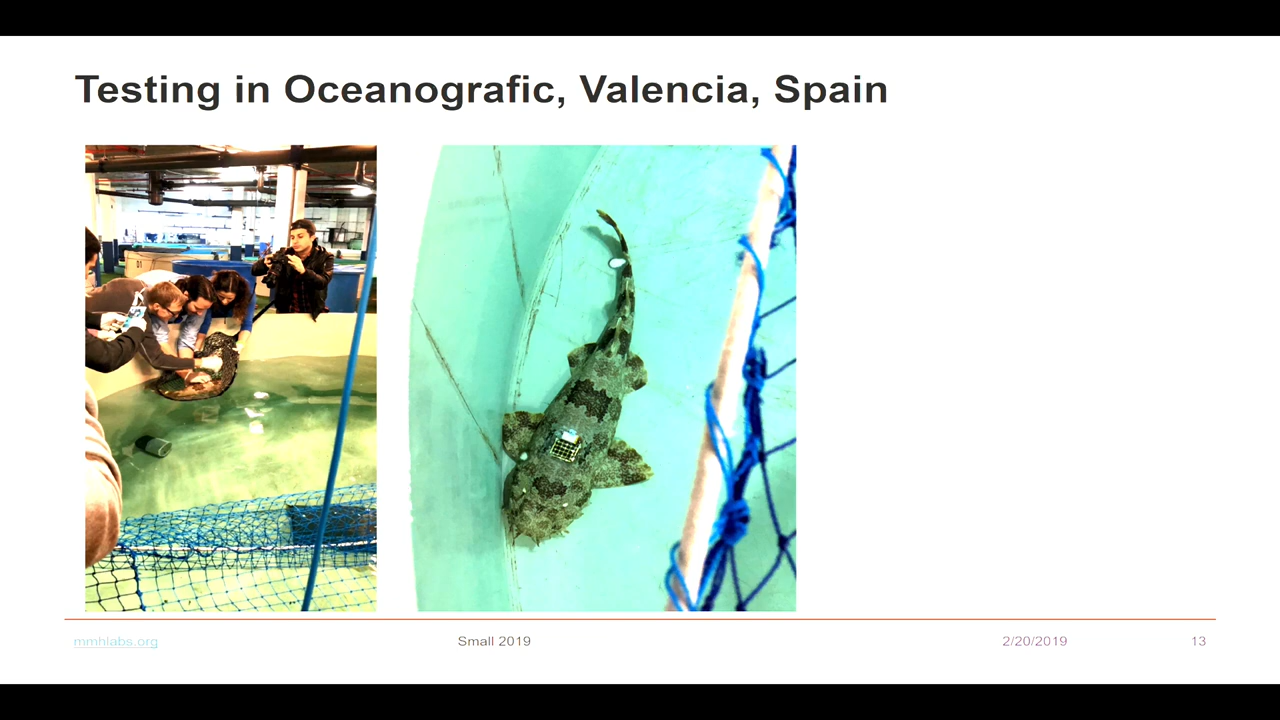 Testing in Oceanografic, Valencia, Spain
mmhlabs.org
Small 2019
2/20/2019
13